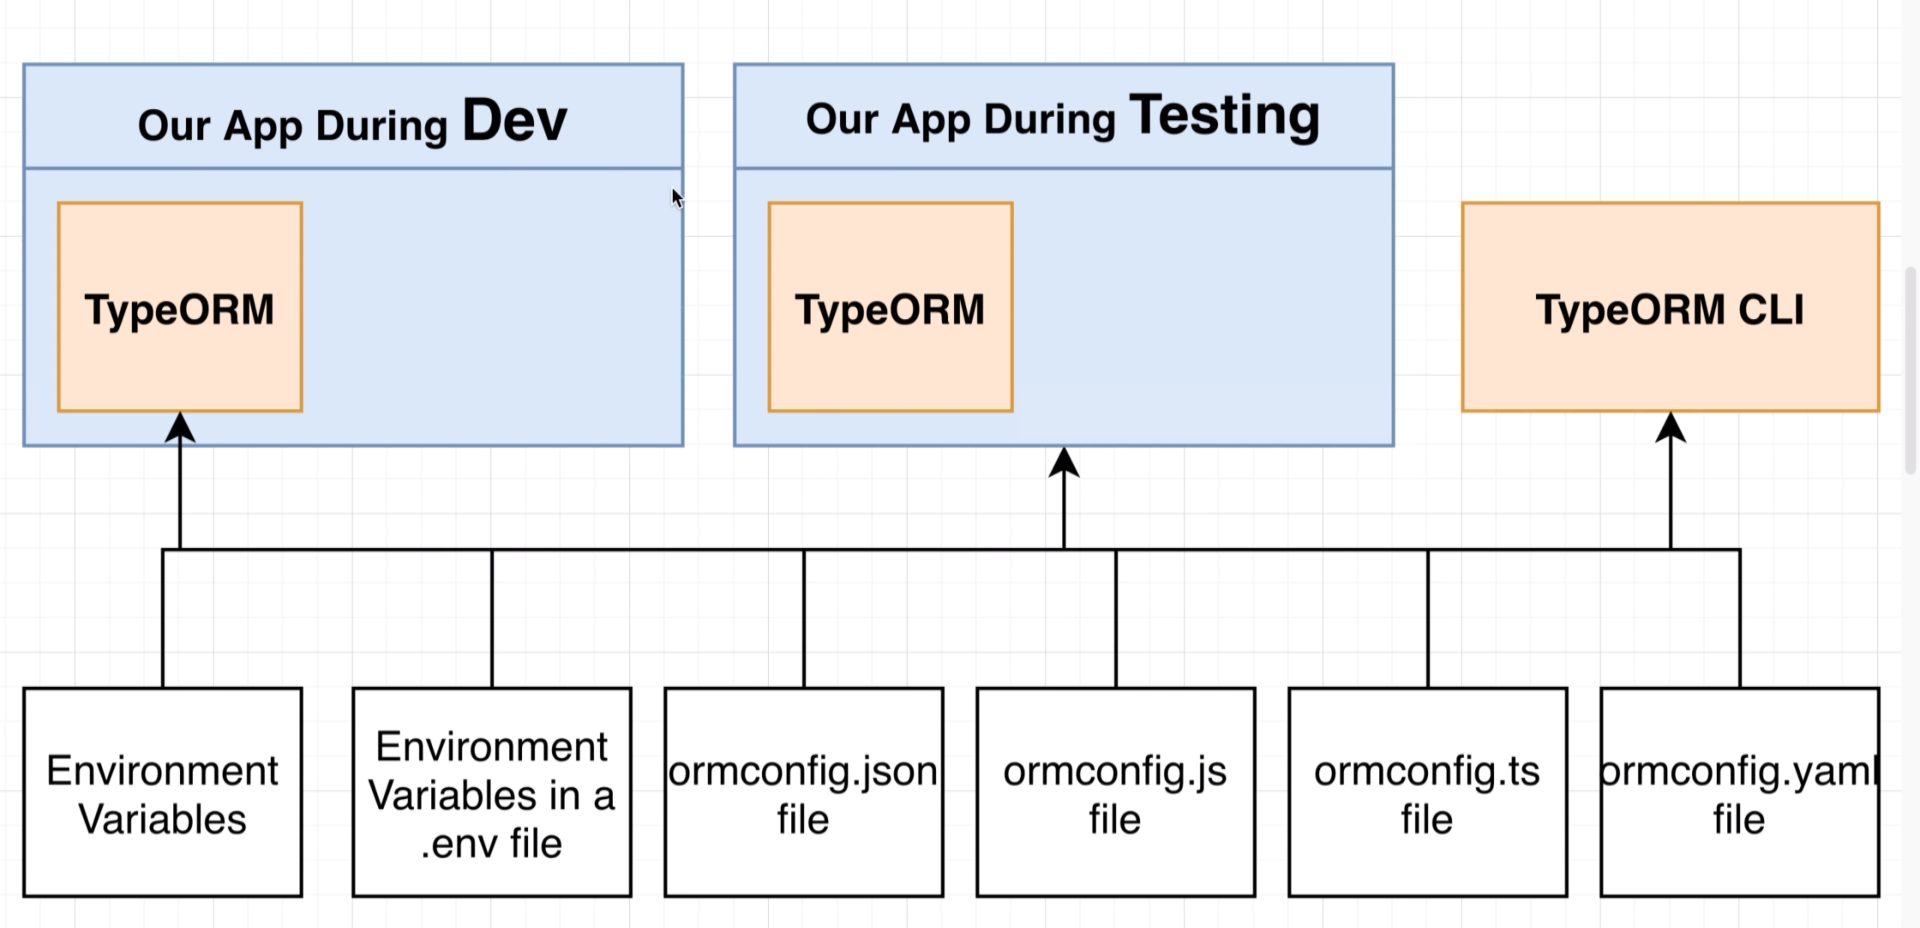 Our App During Dev
Our App During Testing
TypeORM
TypeORM
TypeORM CLI
Environment
Variables
Environment
Variables in a
.env file
ormconfig.json
file
ormconfig.js
file
ormconfig.ts
file
ormconfig.yaml
file